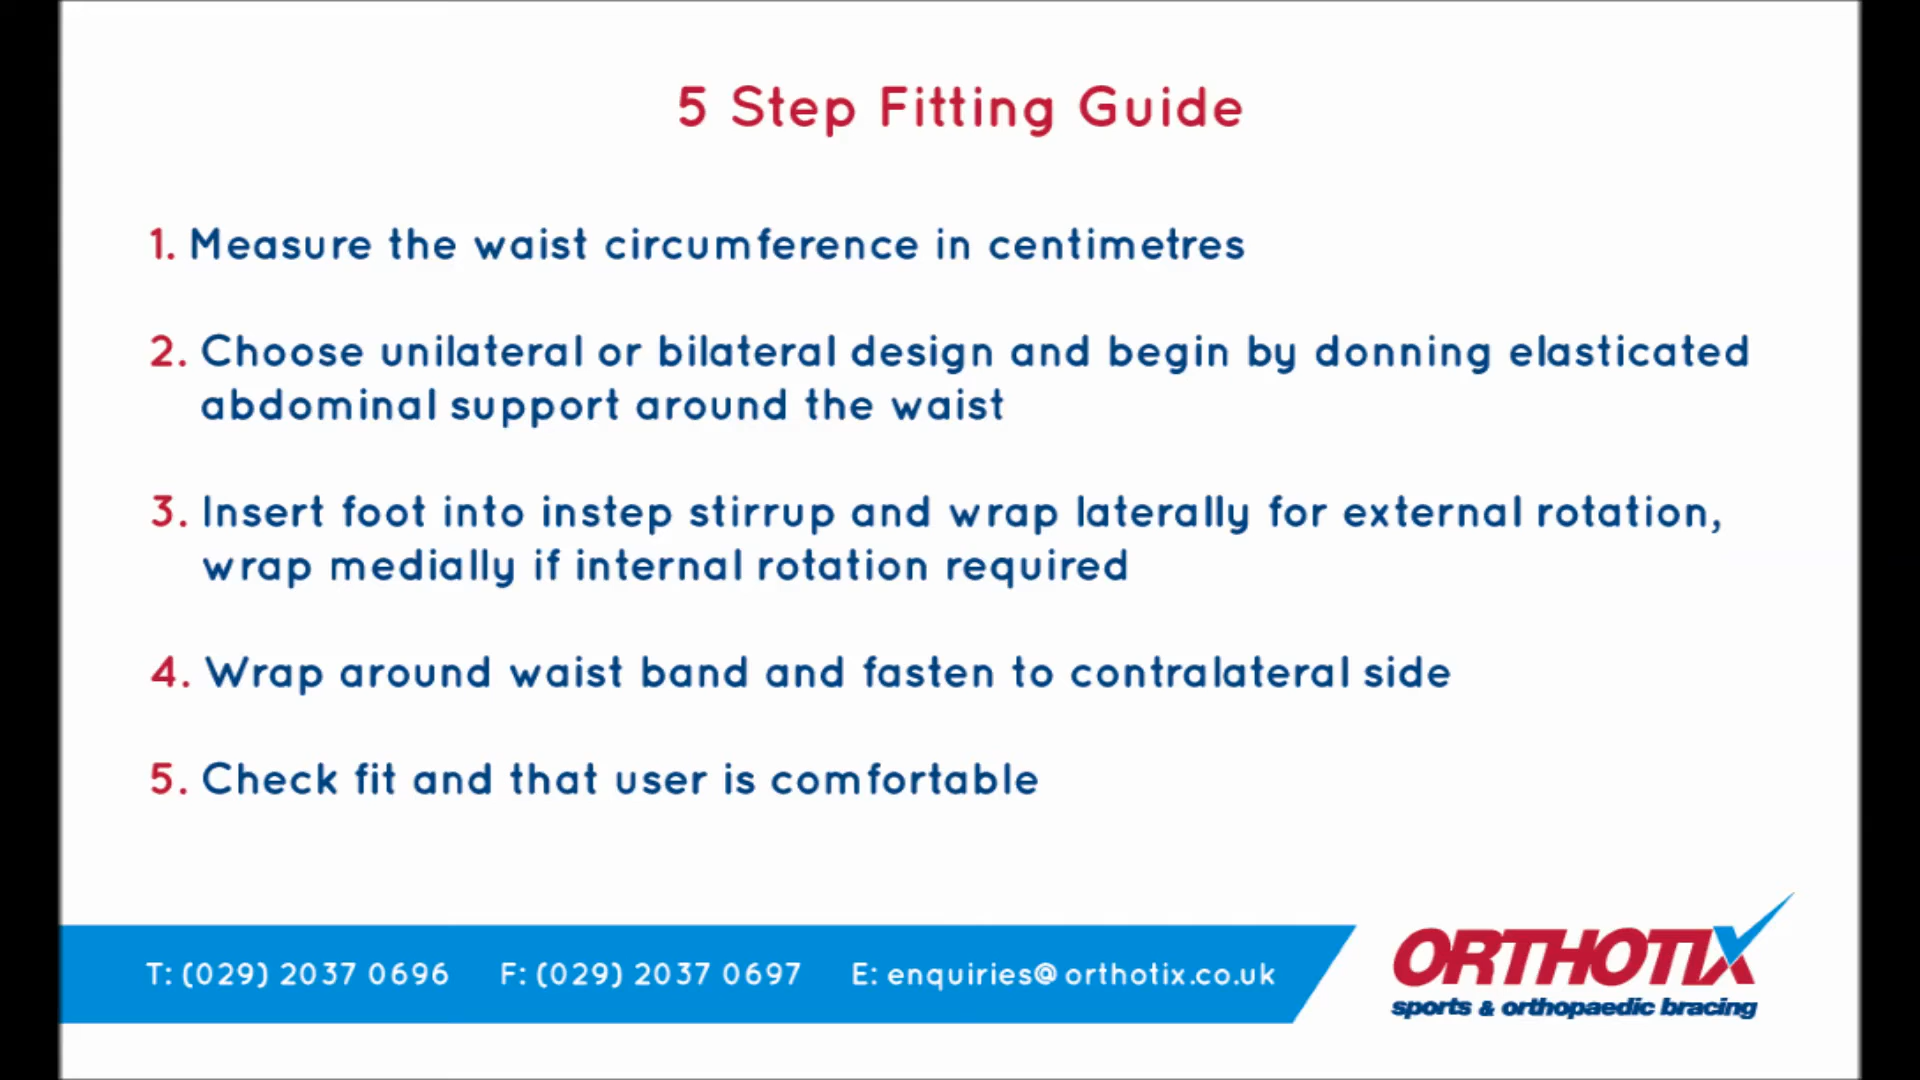 5 Step Fitting Guide
1. Measure the waist circumference in centimetres
2. Choose unilateral or bilateral design and begin by donning elasticated
abdominal support around the waist
3. Insert foot into instep stirrup and wrap laterally for external rotation,
wrap medially if internal rotation required
4. Wrap around waist band and fasten to contralateral side
5. Check fit and that user is comfortable
T: (029) 2037 0696 F: (029) 2037 0697 E: enquiries@orthotix.co.uk
ORTHOTIX
sports & orthopaedic bracing